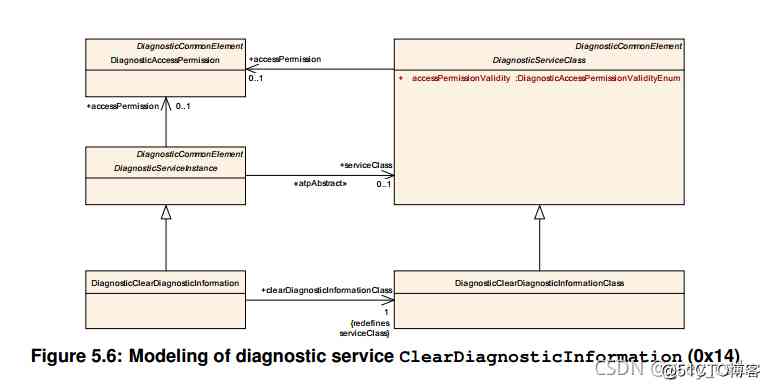 DiagnosticCommonElement
DiagnosticAccessPermission
DiagnosticCommonElement
DiagnosticServiceClass
+accessPermission
0..1
+ accessPermissionValidity :DiagnosticAccessPermissionValidityEnum
+accessPermission
0..1
DiagnosticCommonElement
DiagnosticServiceInstance
+serviceClass
«atpAbstract»
0..1
DiagnosticClearDiagnosticInformation
DiagnosticClearDiagnosticInformationClass
+clearDiagnosticInformationClass
1
{redefines
serviceClass}
Figure 5.6: Modeling of diagnostic service ClearDiagnosticInformation (0x14)
CSDN
@51CTO博客